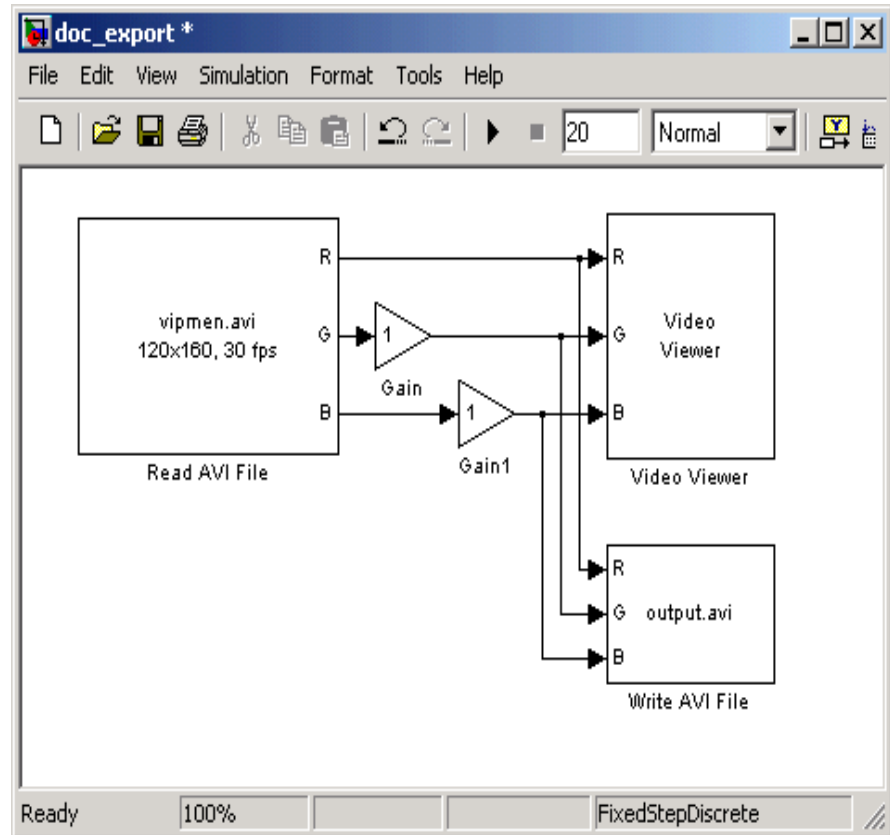 doc_export *
File Edit View Simulation Format Tools Help
20 Normal
Y
R
vipmen.avi
120x160, 30 fps
G
B
Read AVI File
1
Gain
1
Gain1
R
G
B
Video
Viewer
Video Viewer
R
G
B
output.avi
Write AVI File
Ready 100% FixedStepDiscrete